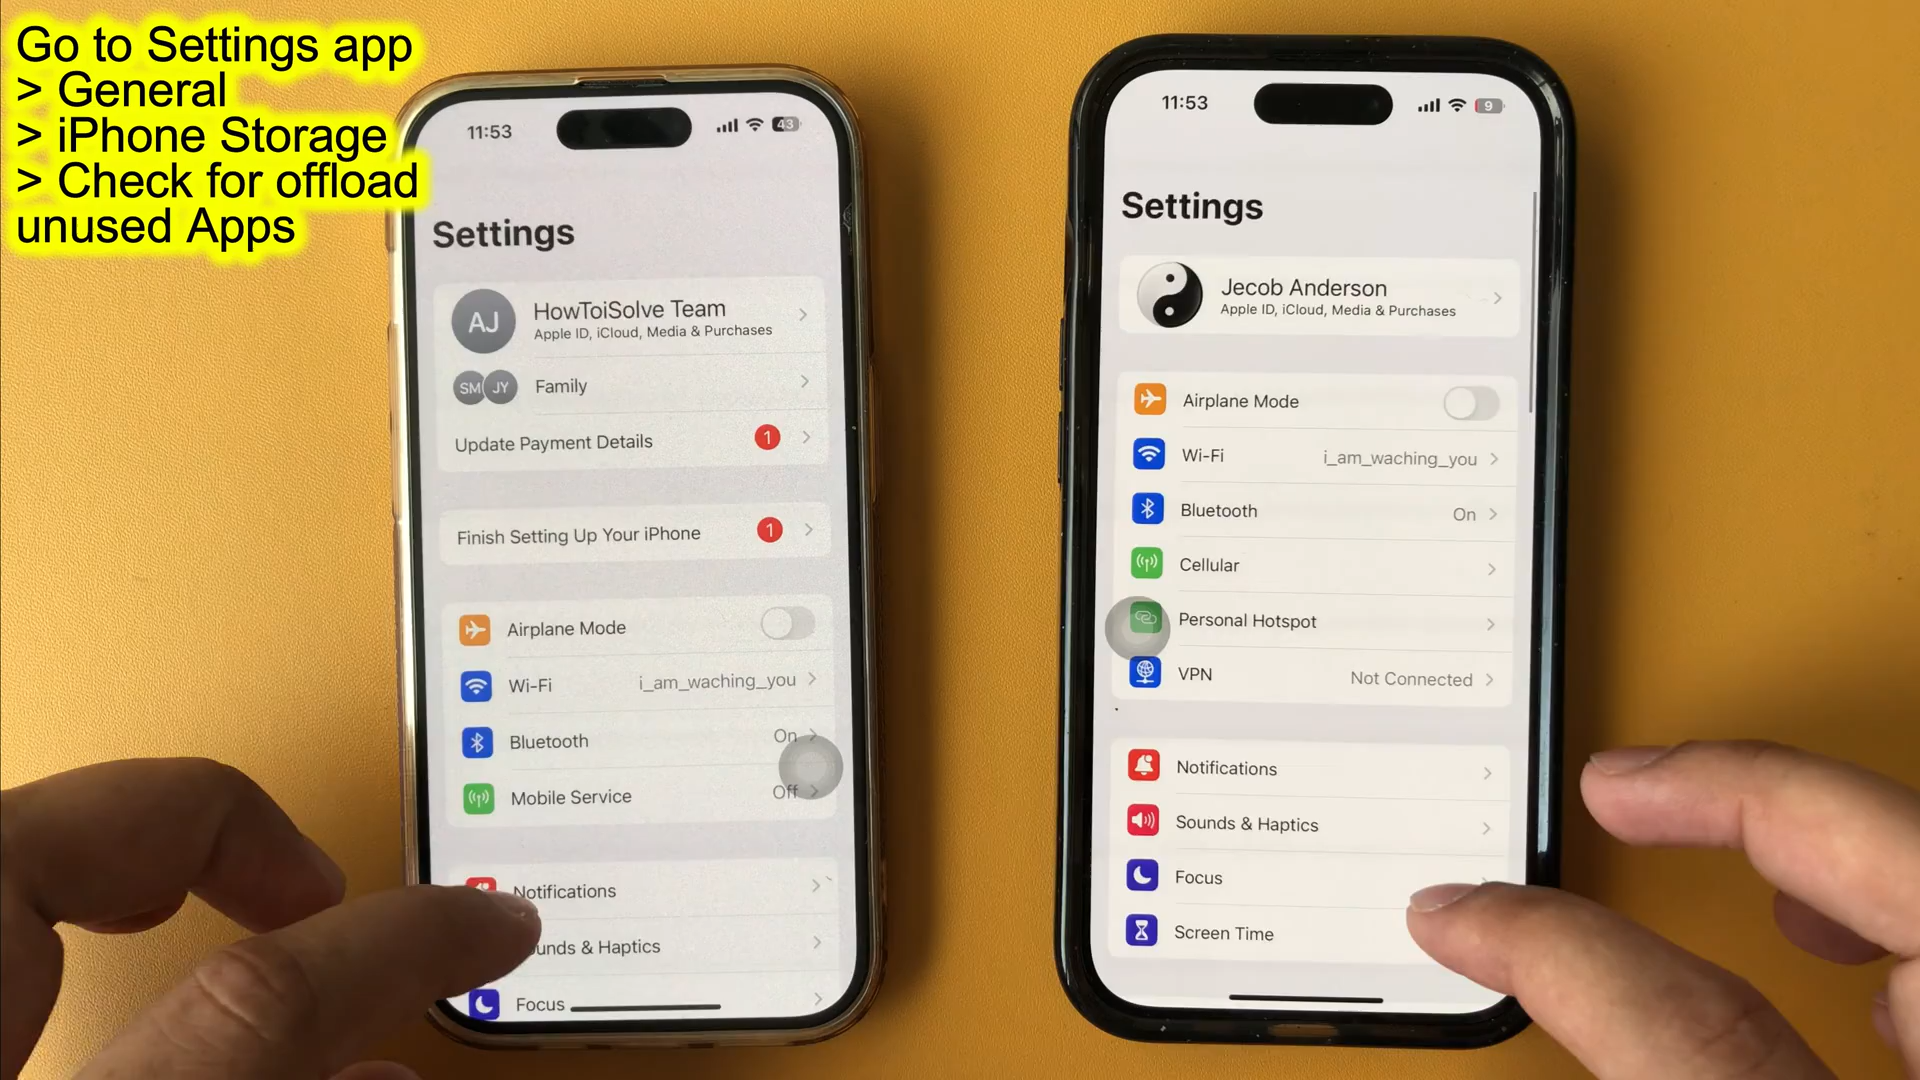 Go to Settings app
> General
> iPhone Storage
> Check for offload
unused Apps
11:53
43
Settings
AJ
HowToiSolve Team
Apple ID, iCloud, Media & Purchases
SM JY
Family
Update Payment Details 1
Finish Setting Up Your iPhone 1
Airplane Mode
Wi-Fi i_am_waching_you
Bluetooth On
Mobile Service Off
Notifications
unds & Haptics
Focus
11:53
9
Settings
Jecob Anderson
Apple ID, iCloud, Media & Purchases
Airplane Mode
Wi-Fi i_am_waching_you
Bluetooth On
Cellular
Personal Hotspot
VPN Not Connected
Notifications
Sounds & Haptics
Focus
Screen Time